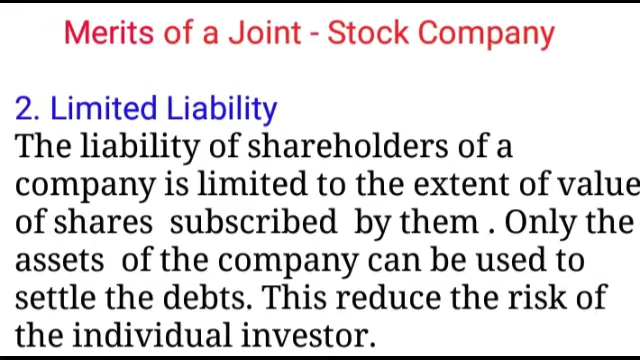 Merits of a Joint - Stock Company
2. Limited Liability
The liability of shareholders of a
company is limited to the extent of value
of shares subscribed by them . Only the
assets of the company can be used to
settle the debts. This reduce the risk of
the individual investor.